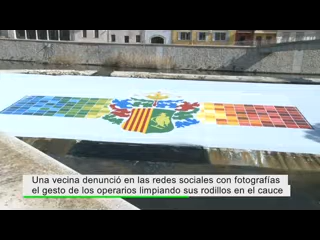 Una vecina denunció en las redes sociales con fotografías
el gesto de los operarios limpiando sus rodillos en el cauce